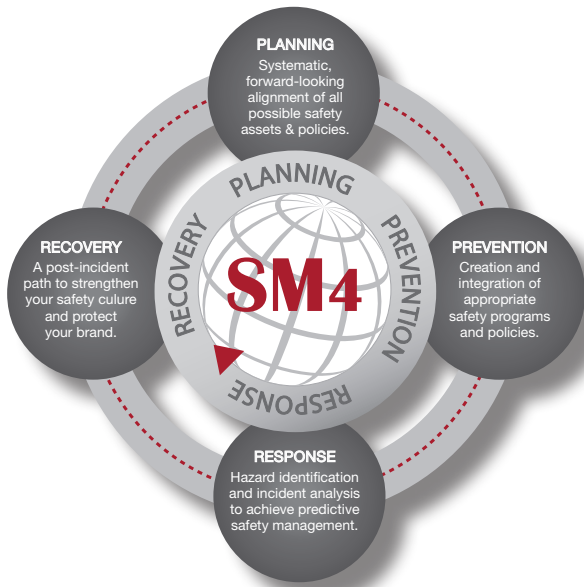 PLANNING
Systematic,
forward-looking
alignment of all
possible safety
assets & policies.
PLANNING
PREVENTION
RESPONSE
RECOVERY
SM4
RECOVERY
A post-incident
path to strengthen
your safety culure
and protect
your brand.
PREVENTION
Creation and
integration of
appropriate
safety programs
and policies.
RESPONSE
Hazard identification
and incident analysis
to achieve predictive
safety management.